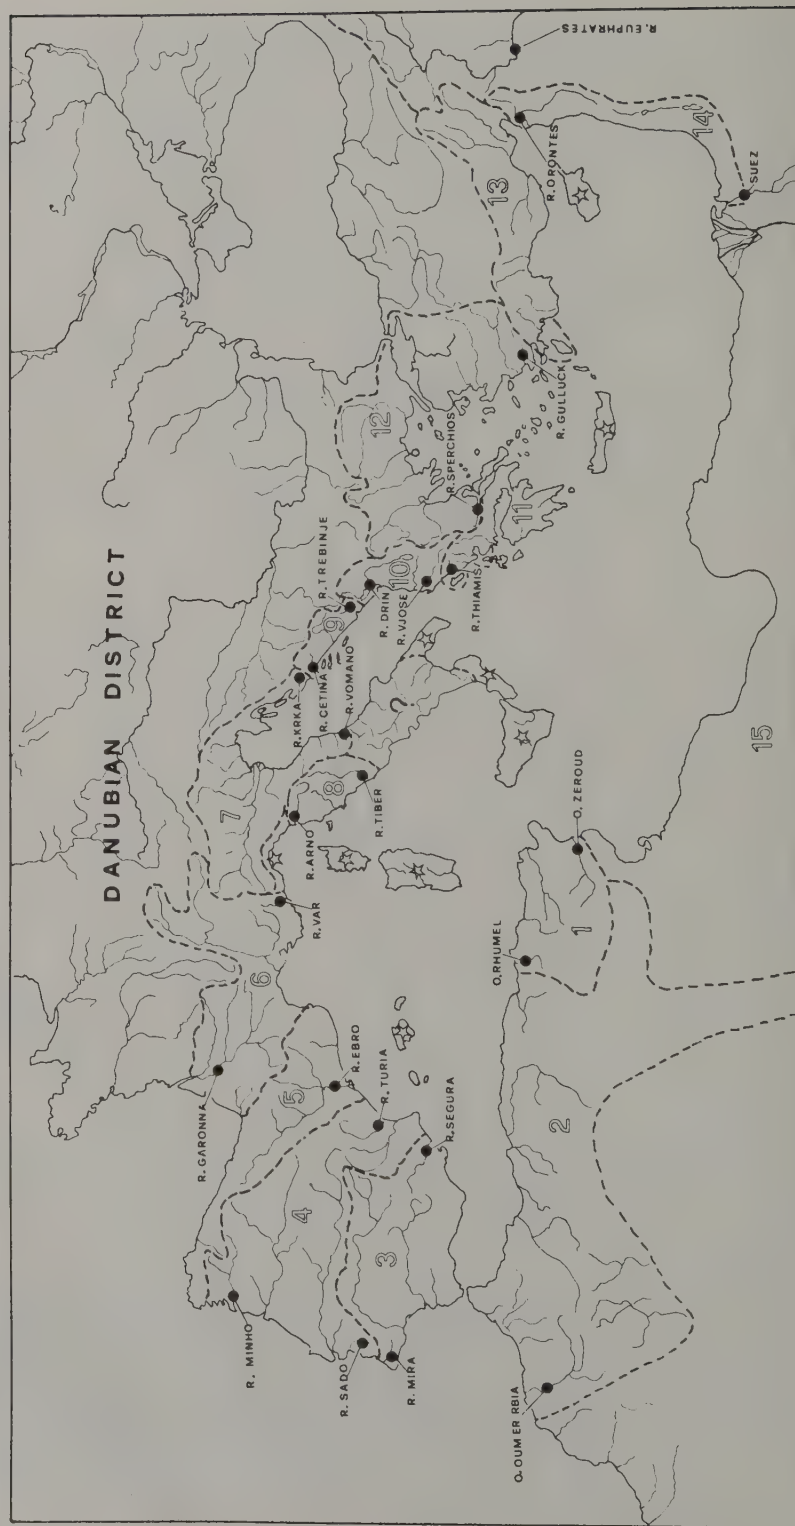 DANUBIAN DISTRICT
R. EUPHRATES
R. ORONTES
SUEZ
R. GULLUCK
R. SPERCHIOS
R. THIAMIS
R. VJOSE
R. DRIN
R. TREBINJE
R. CETINA
R. KRKA
R. VOMANO
R. TIBER
R. ARNO
R. VAR
R. GARONNA
R. EBRO
R. TURIA
R. SEGURA
R. MINHO
R. SADO
R. MIRA
O. OUM ER RBIA
O. RHUMEL
O. ZEROUD
1
2
3
4
5
6
7
8
9
10
11
12
13
14
15
?